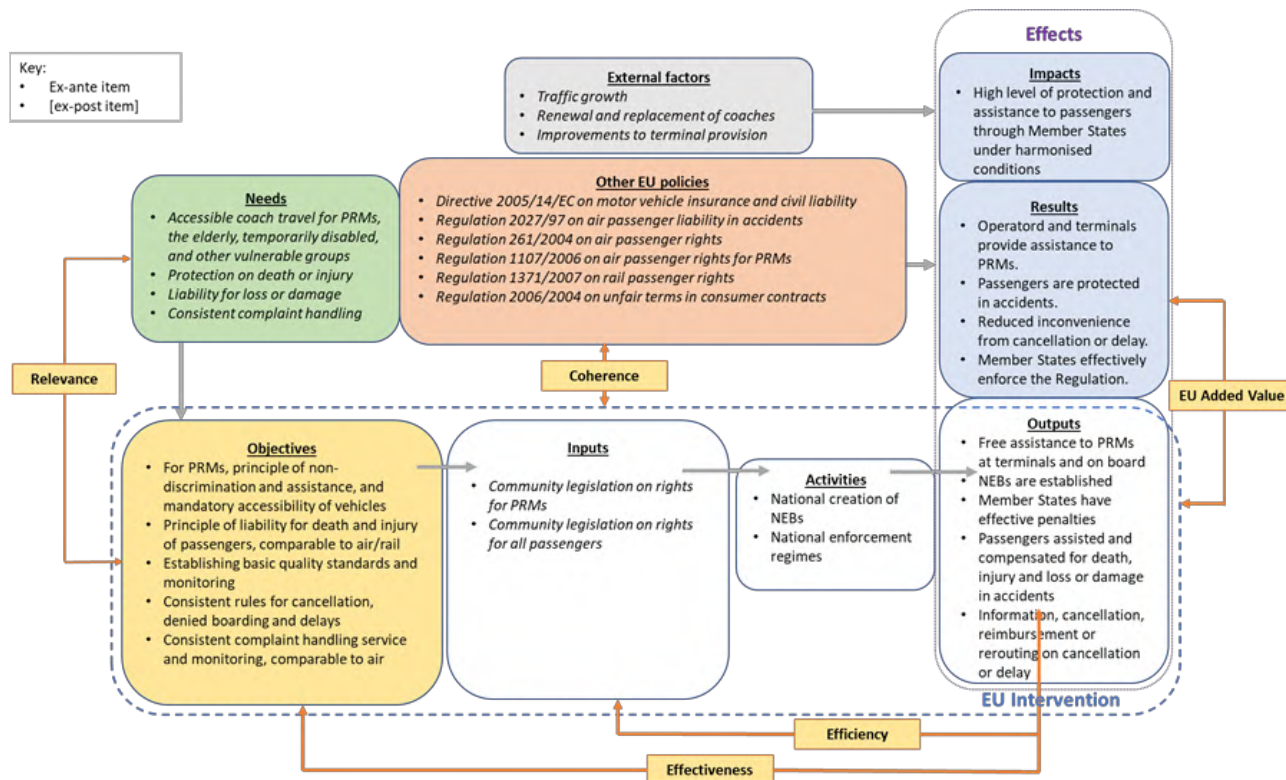 Key:
• Ex-ante item
• [ex-post item]
External factors
• Traffic growth
• Renewal and replacement of coaches
• Improvements to terminal provision
Effects
Impacts
• High level of protection and
assistance to passengers
through Member States
under harmonised
conditions
Needs
• Accessible coach travel for PRMs,
the elderly, temporarily disabled,
and other vulnerable groups
• Protection on death or injury
• Liability for loss or damage
• Consistent complaint handling
Other EU policies
• Directive 2005/14/EC on motor vehicle insurance and civil liability
• Regulation 2027/97 on air passenger liability in accidents
• Regulation 261/2004 on air passenger rights
• Regulation 1107/2006 on air passenger rights for PRMs
• Regulation 1371/2007 on rail passenger rights
• Regulation 2006/2004 on unfair terms in consumer contracts
Results
• Operatord and terminals
provide assistance to
PRMs.
• Passengers are protected
in accidents.
• Reduced inconvenience
from cancellation or delay.
• Member States effectively
enforce the Regulation.
Relevance
Coherence
EU Added Value
Objectives
• For PRMs, principle of non-
discrimination and assistance, and
mandatory accessibility of vehicles
• Principle of liability for death and injury
of passengers, comparable to air/rail
• Establishing basic quality standards and
monitoring
• Consistent rules for cancellation,
denied boarding and delays
• Consistent complaint handling service
and monitoring, comparable to air
Inputs
• Community legislation on rights
for PRMs
• Community legislation on rights
for all passengers
Activities
• National creation of
NEBs
• National enforcement
regimes
Outputs
• Free assistance to PRMs
at terminals and on board
• NEBs are established
• Member States have
effective penalties
• Passengers assisted and
compensated for death,
injury and loss or damage
in accidents
• Information, cancellation,
reimbursement or
rerouting on cancellation
or delay
EU Intervention
Efficiency
Effectiveness